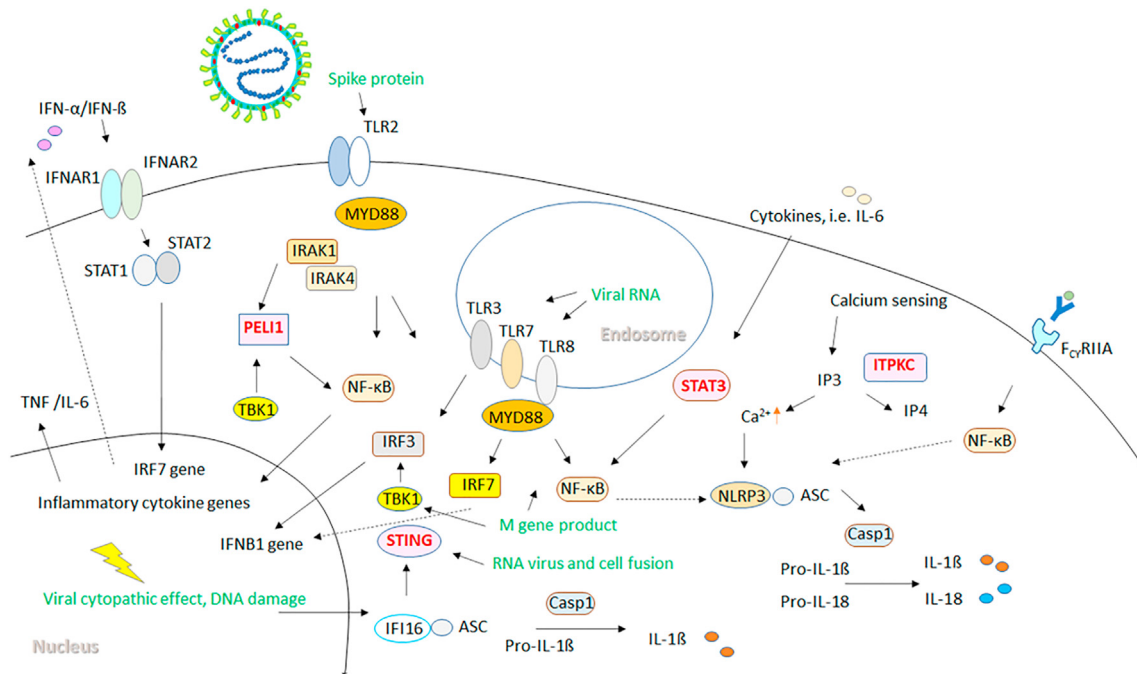 Spike protein
TLR2
IFN-α/IFN-ß
IFNAR2
IFNAR1
MYD88
Cytokines, i.e. IL-6
STAT2
STAT1
IRAK1
IRAK4
Viral RNA
Endosome
TLR3
TLR7
TLR8
Calcium sensing
FCγRIIA
PELI1
NF-κB
STAT3
ITPKC
IP3
IP4
TNF /IL-6
TBK1
MYD88
Ca2+
NF-κB
IRF3
IRF7 gene
IRF7
NF-κB
NLRP3
ASC
Inflammatory cytokine genes
TBK1
M gene product
IFNB1 gene
STING
Casp1
RNA virus and cell fusion
Pro-IL-1ß
IL-1ß
Pro-IL-18
IL-18
Viral cytopathic effect, DNA damage
Casp1
IFI16
ASC
Pro-IL-1ß
IL-1ß
Nucleus